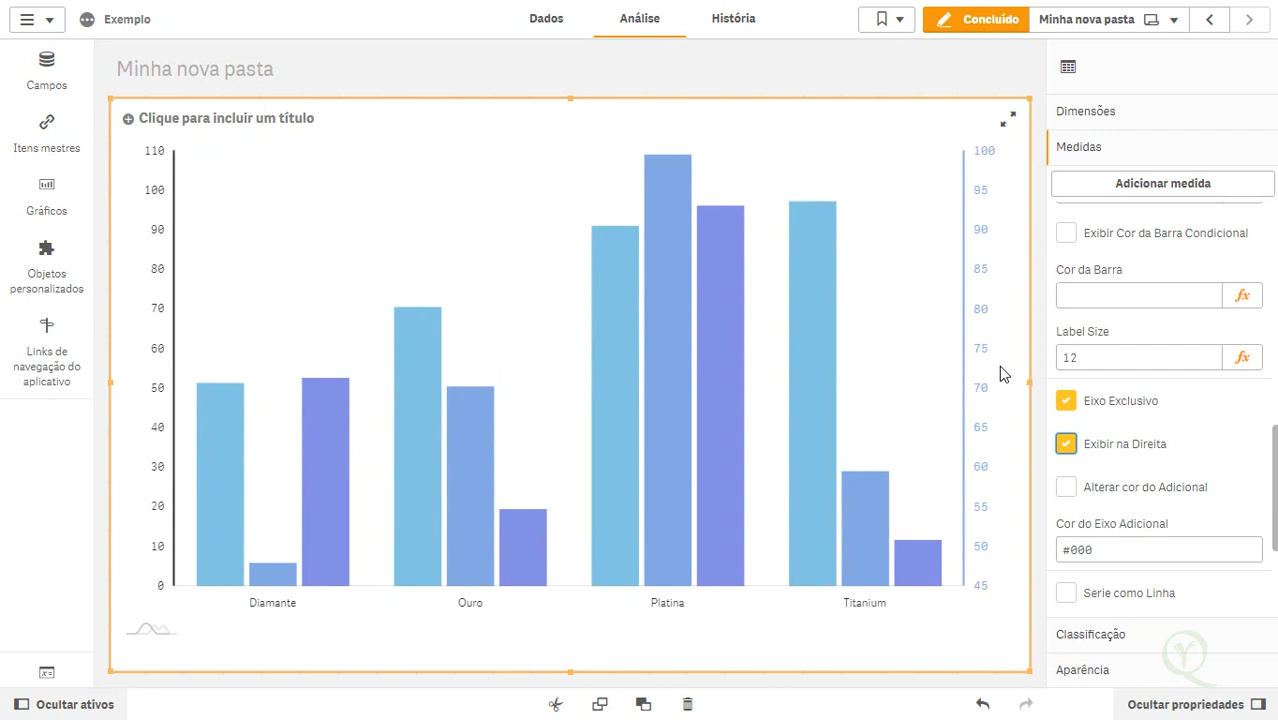 Exemplo
Dados
Análise
História
Concluído
Minha nova pasta
Campos
Itens mestres
Gráficos
Objetos
personalizados
Links de
navegação do
aplicativo
Minha nova pasta
Clique para incluir um título
110
100
90
80
70
60
50
40
30
20
10
0
100
95
90
85
80
75
70
65
60
55
50
45
Diamante
Ouro
Platina
Titanium
Dimensões
Medidas
Adicionar medida
Exibir Cor da Barra Condicional
Cor da Barra
fx
Label Size
12
fx
Eixo Exclusivo
Exibir na Direita
Alterar cor do Adicional
Cor do Eixo Adicional
#000
Serie como Linha
Classificação
Aparência
Ocultar ativos
Ocultar propriedades